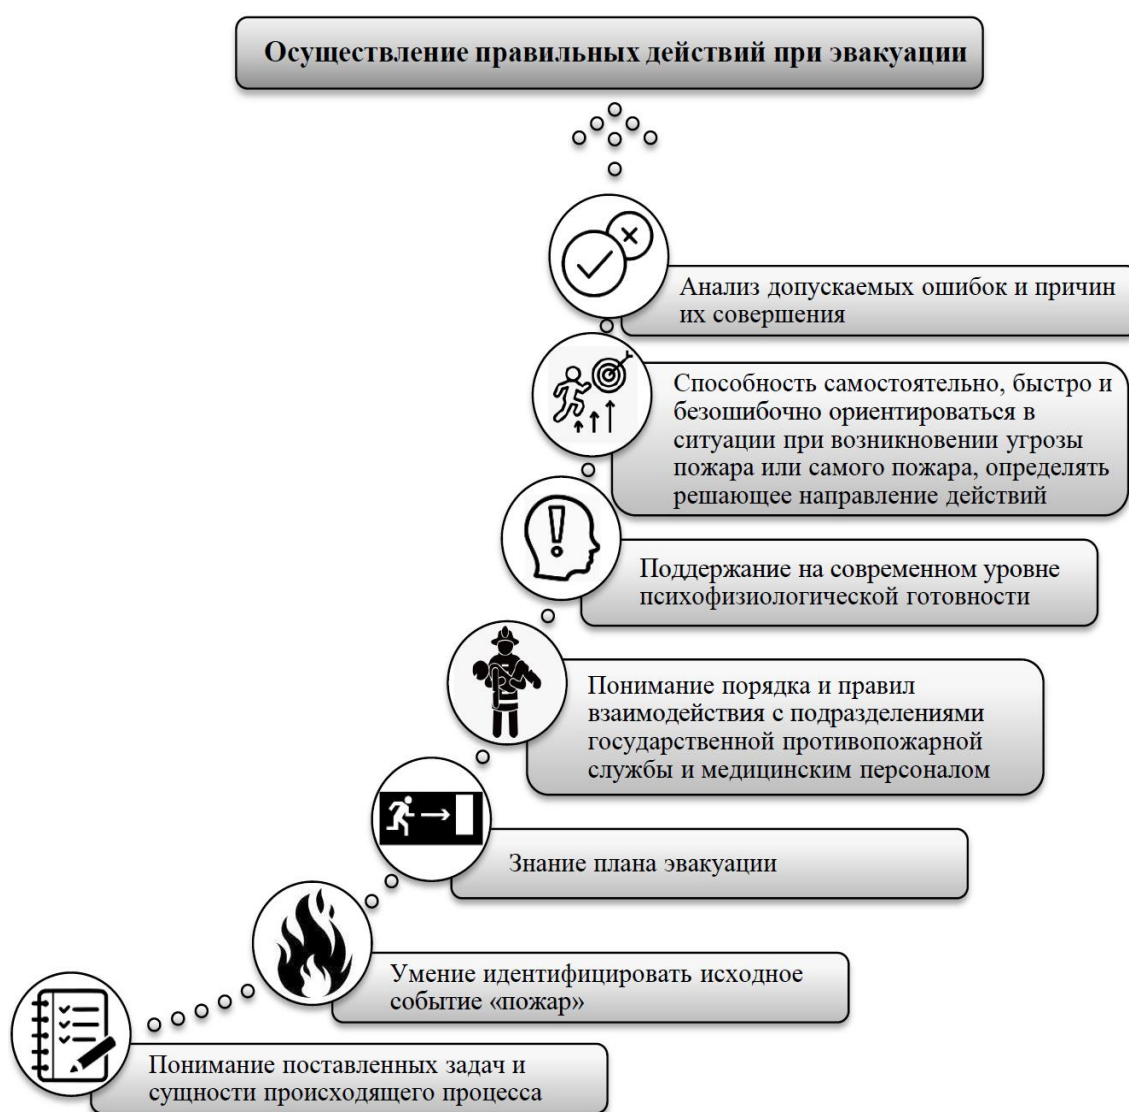 Осуществление правильных действий при эвакуации
Анализ допускаемых ошибок и причин
их совершения
Способность самостоятельно, быстро и
безошибочно ориентироваться в
ситуации при возникновении угрозы
пожара или самого пожара, определять
решающее направление действий
Поддержание на современном уровне
психофизиологической готовности
Понимание порядка и правил
взаимодействия с подразделениями
государственной противопожарной
службы и медицинским персоналом
Знание плана эвакуации
Умение идентифицировать исходное
событие «пожар»
Понимание поставленных задач и
сущности происходящего процесса